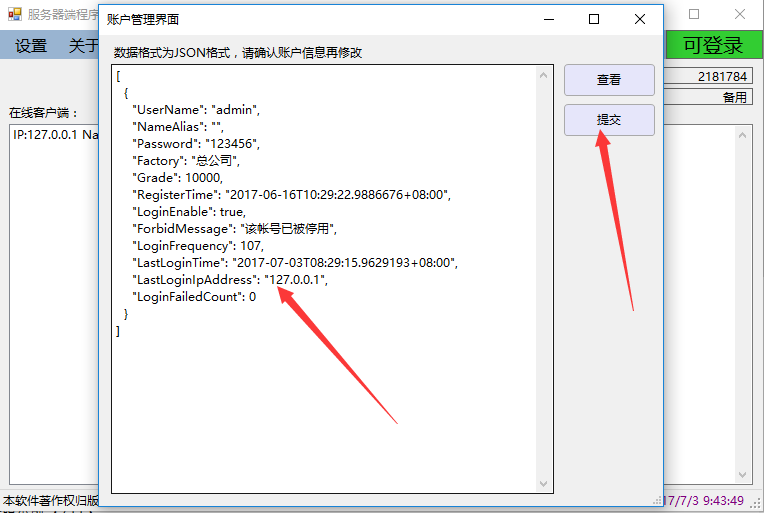 服务器端程序
账户管理界面
设置 关于
可登录
数据格式为JSON格式，请确认账户信息再修改
2181784
备用
在线客户端：
IP:127.0.0.1 Na
[
{
"UserName": "admin",
"NameAlias": "",
"Password": "123456",
"Factory": "总公司",
"Grade": 10000,
"RegisterTime": "2017-06-16T10:29:22.9886676+08:00",
"LoginEnable": true,
"ForbidMessage": "该帐号已被停用",
"LoginFrequency": 107,
"LastLoginTime": "2017-07-03T08:29:15.9629193+08:00",
"LastLoginIpAddress": "127.0.0.1",
"LoginFailedCount": 0
}
]
查看
提交
本软件著作权归版
17/7/3 9:43:49